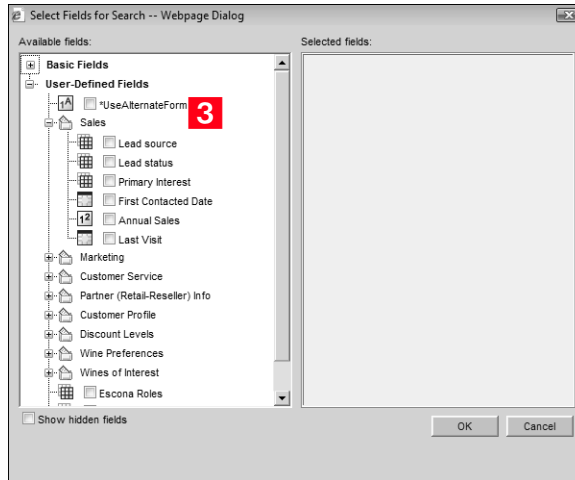 Select Fields for Search -- Webpage Dialog
Available fields:
Selected fields:
Basic Fields
User-Defined Fields
*UseAlternateForm
3
Sales
Lead source
Lead status
Primary Interest
First Contacted Date
Annual Sales
Last Visit
Marketing
Customer Service
Partner (Retail-Reseller) Info
Customer Profile
Discount Levels
Wine Preferences
Wines of Interest
Escona Roles
Show hidden fields
OK
Cancel